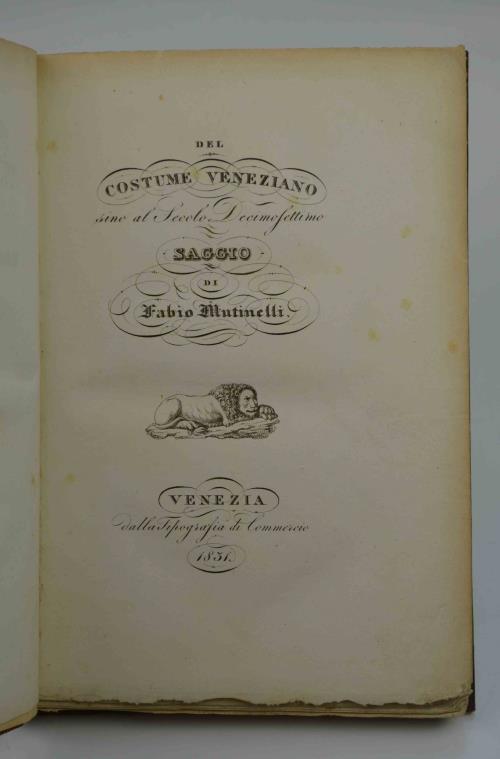 DEL
COSTUME VENEZIANO
sino al Secolo Decimosettimo
SAGGIO
DI
Fabio Mutinelli.
VENEZIA
dalla Tipografia di Commercio
1831.